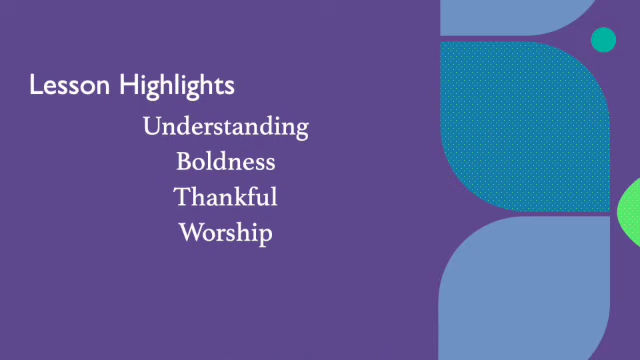 Lesson Highlights
Understanding
Boldness
Thankful
Worship